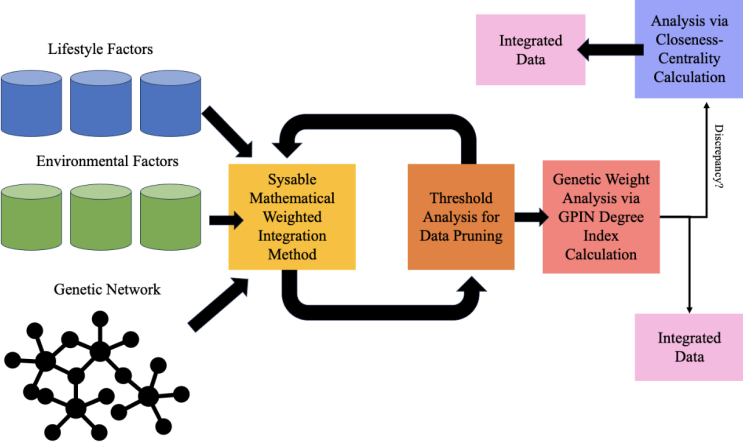 Lifestyle Factors
Environmental Factors
Genetic Network
Sysable
Mathematical
Weighted
Integration
Method
Threshold
Analysis for
Data Pruning
Genetic Weight
Analysis via
GPIN Degree
Index
Calculation
Discrepancy?
Analysis via
Closeness-
Centrality
Calculation
Integrated
Data
Integrated
Data